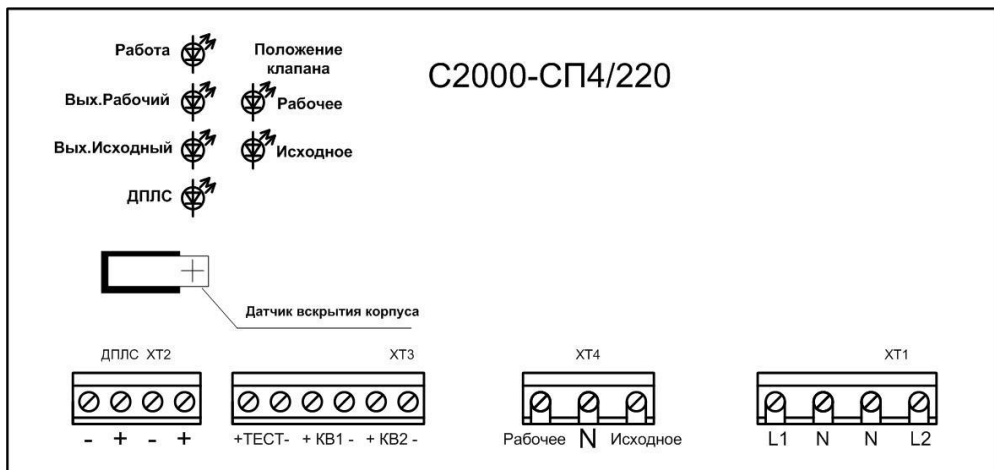 Работа
Положение
клапана
С2000-СП4/220
Вых.Рабочий
Рабочее
Вых.Исходный
Исходное
ДПЛС
Датчик вскрытия корпуса
ДПЛС XT2
XT3
XT4
XT1
- + - +
+ТЕСТ- + КВ1 - + КВ2 -
Рабочее N Исходное
L1 N N L2